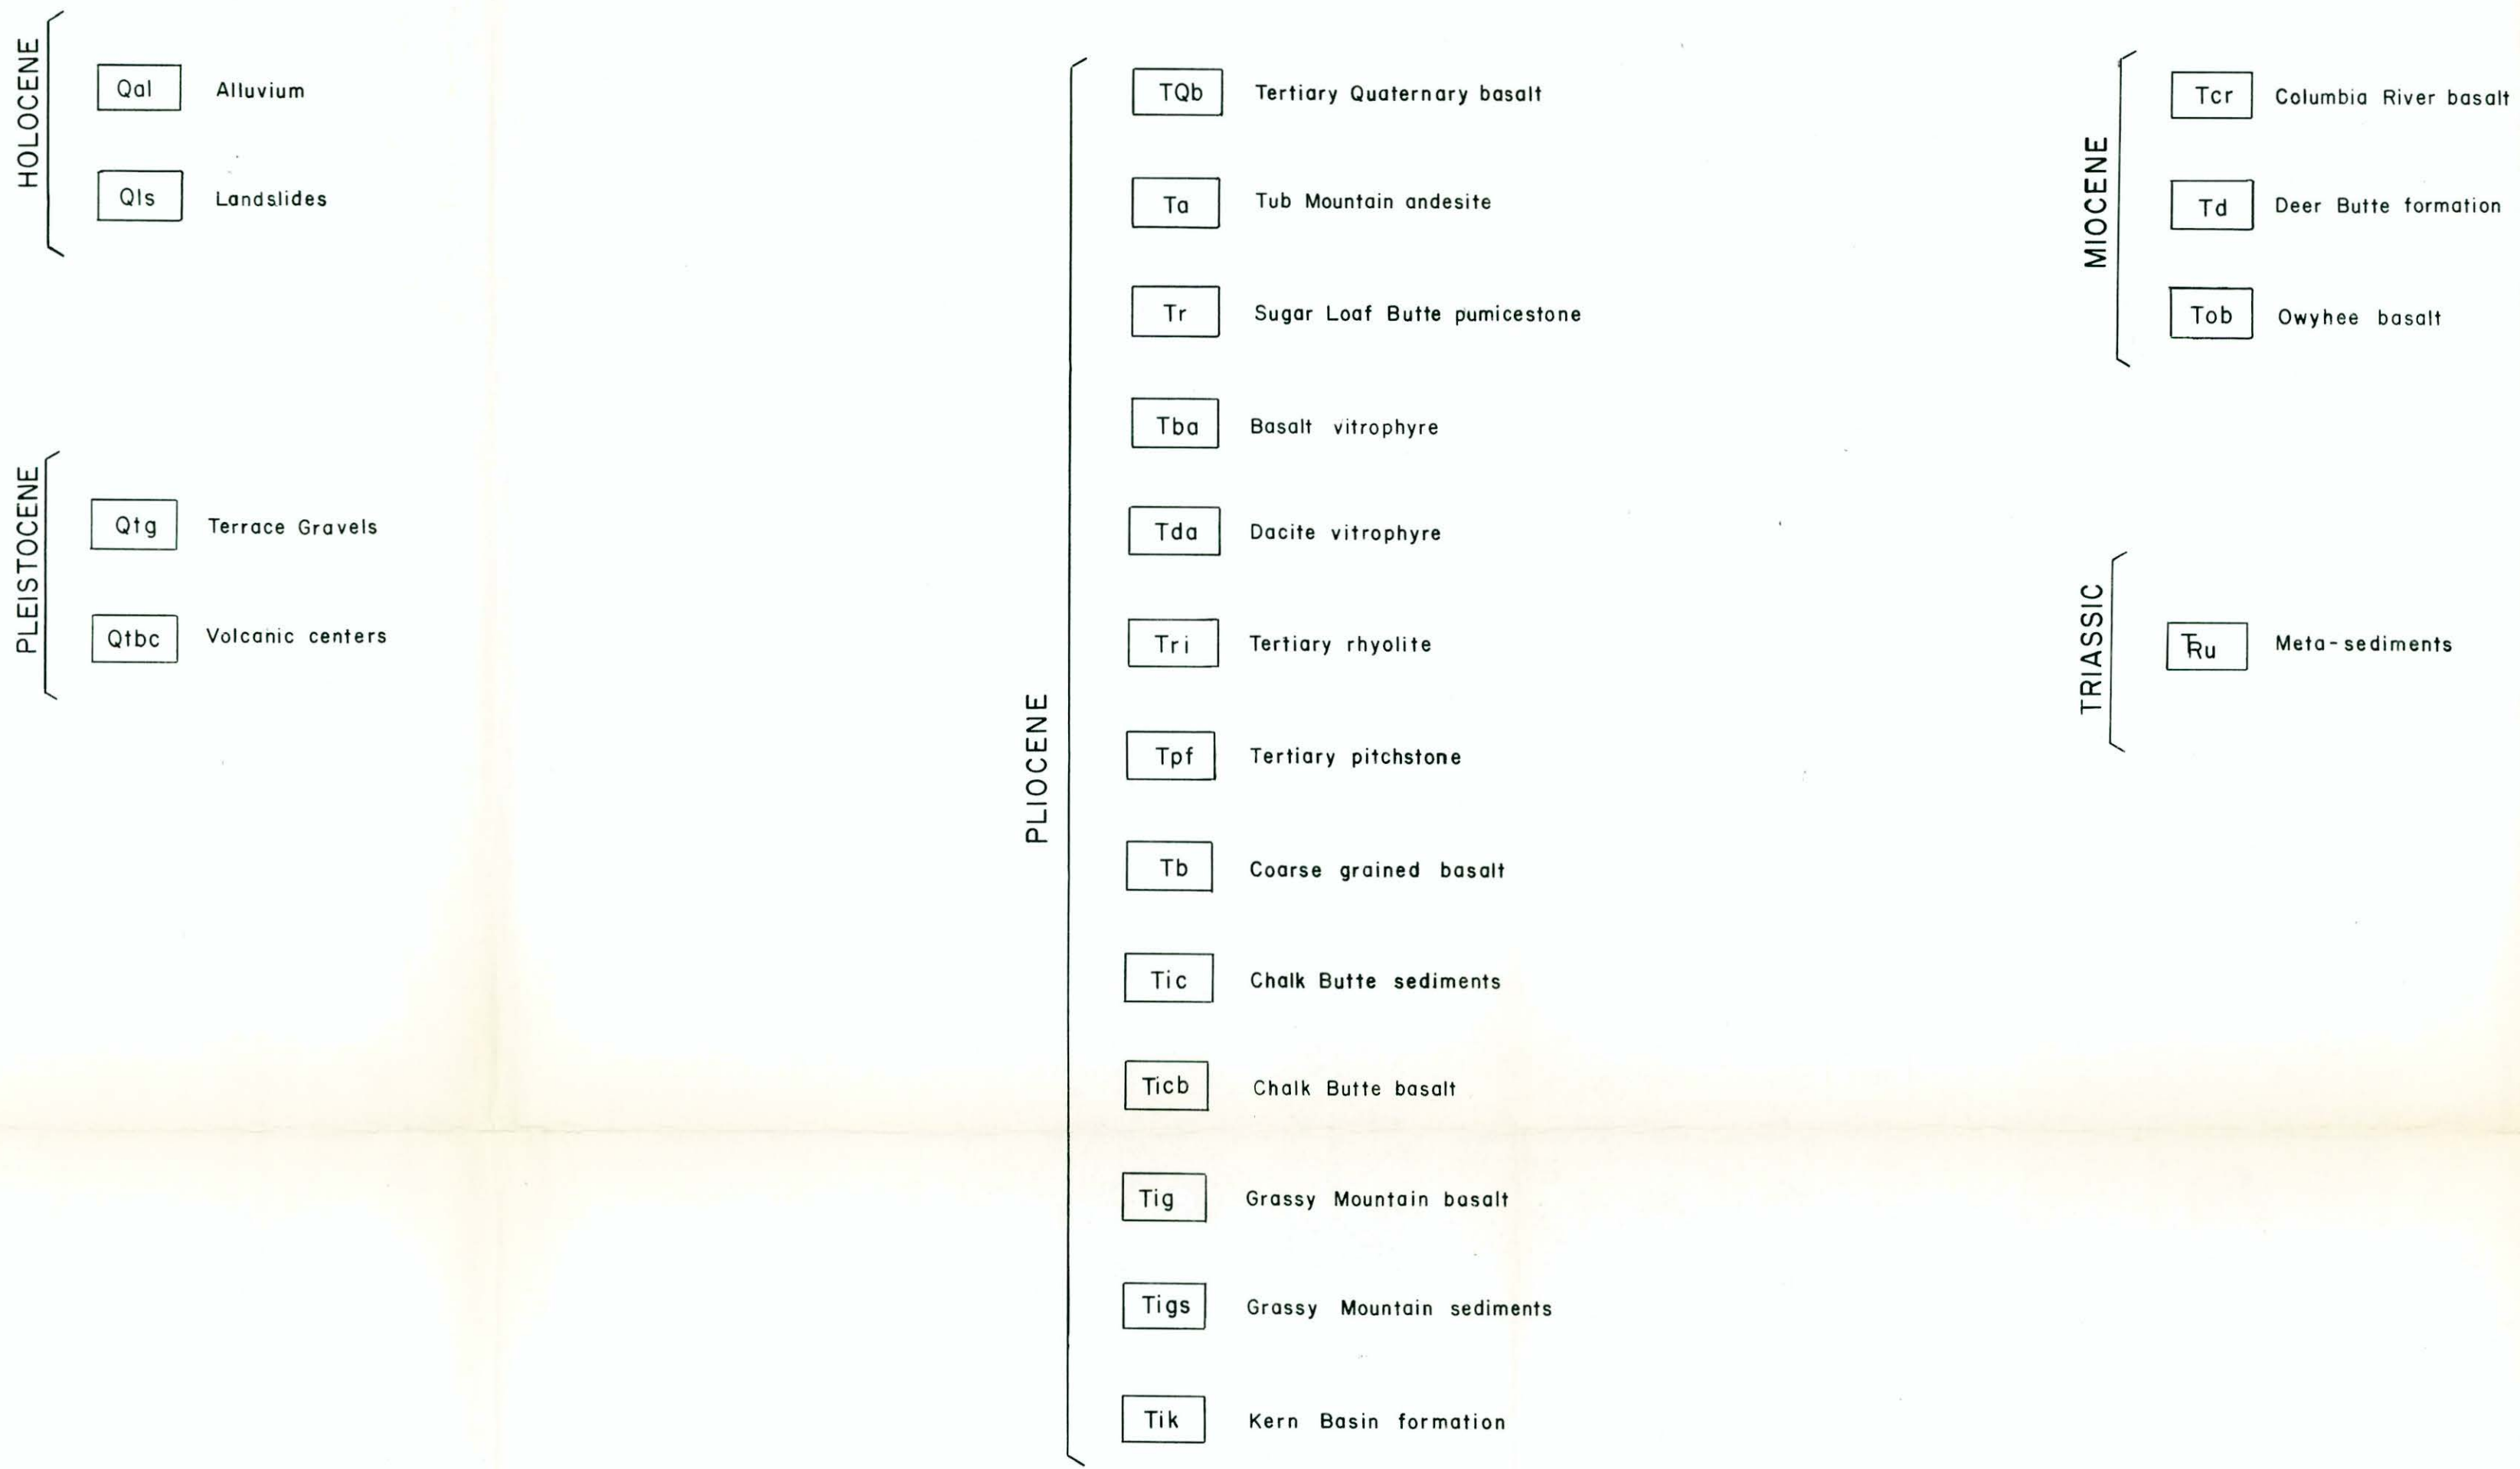 HOLOCENE
Qal Alluvium
Qls Landslides
PLEISTOCENE
Qtg Terrace Gravels
Qtbc Volcanic centers
PLIOCENE
TQb Tertiary Quaternary basalt
Ta Tub Mountain andesite
Tr Sugar Loaf Butte pumicestone
Tba Basalt vitrophyre
Tda Dacite vitrophyre
Tri Tertiary rhyolite
Tpf Tertiary pitchstone
Tb Coarse grained basalt
Tic Chalk Butte sediments
Ticb Chalk Butte basalt
Tig Grassy Mountain basalt
Tigs Grassy Mountain sediments
Tik Kern Basin formation
MIOCENE
Tcr Columbia River basalt
Td Deer Butte formation
Tob Owyhee basalt
TRIASSIC
TRu Meta-sediments